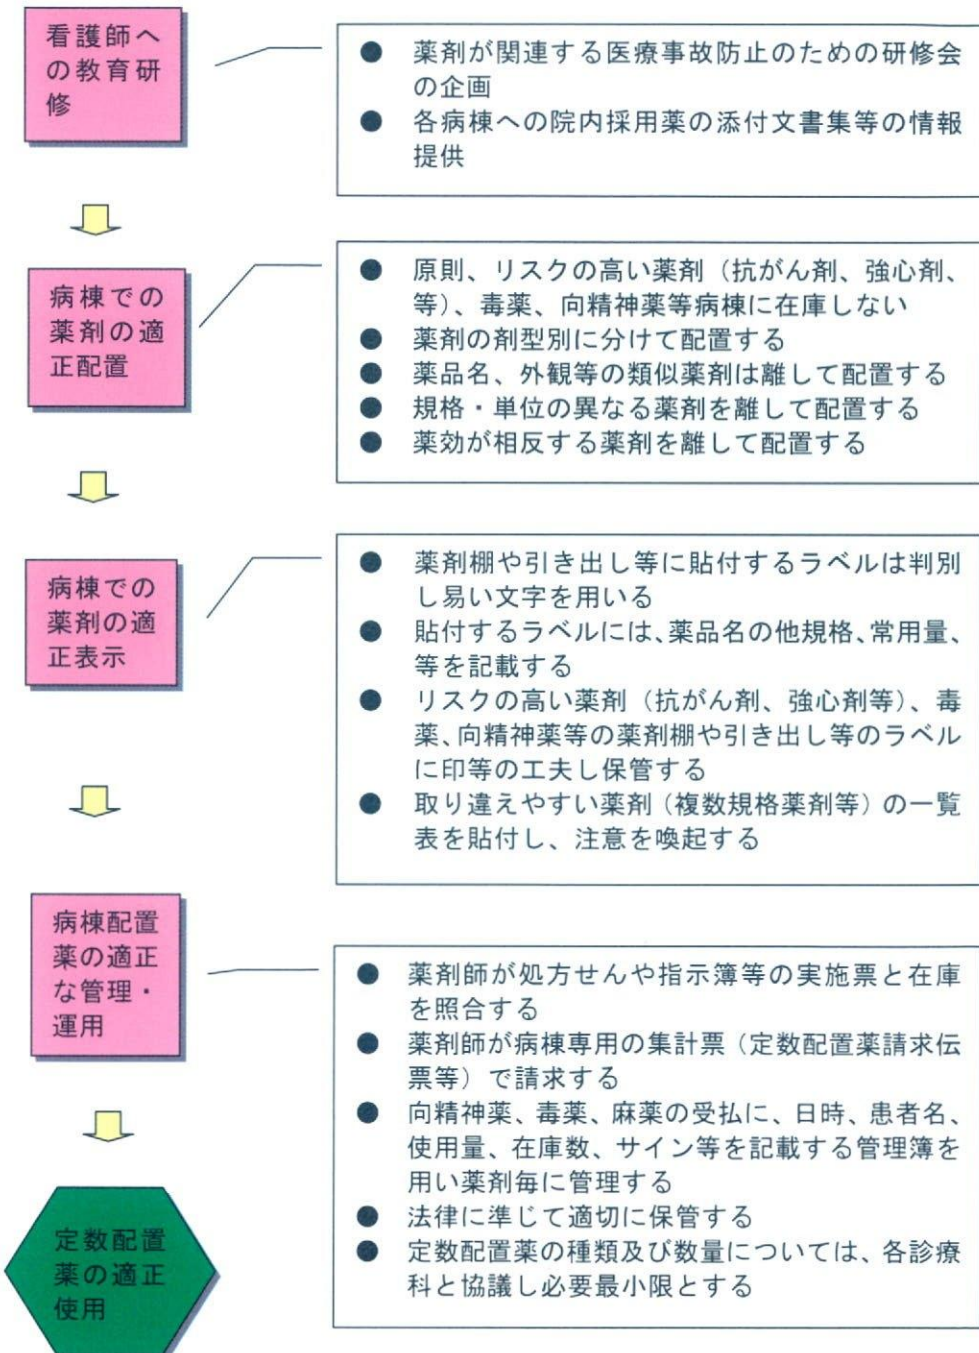 看護師へ
の教育研
修
● 薬剤が関連する医療事故防止のための研修会
の企画
● 各病棟への院内採用薬の添付文書集等の情報
提供
病棟での
薬剤の適
正配置
● 原則、リスクの高い薬剤（抗がん剤、強心剤、
等）、毒薬、向精神薬等病棟に在庫しない
● 薬剤の剤型別に分けて配置する
● 薬品名、外観等の類似薬剤は離して配置する
● 規格・単位の異なる薬剤を離して配置する
● 薬効が相反する薬剤を離して配置する
病棟での
薬剤の適
正表示
● 薬剤棚や引き出し等に貼付するラベルは判別
し易い文字を用いる
● 貼付するラベルには、薬品名の他規格、常用量、
等を記載する
● リスクの高い薬剤（抗がん剤、強心剤等）、毒
薬、向精神薬等の薬剤棚や引き出し等のラベル
に印等の工夫し保管する
● 取り違えやすい薬剤（複数規格薬剤等）の一覧
表を貼付し、注意を喚起する
病棟配置
薬の適正
な管理・
運用
● 薬剤師が処方せんや指示簿等の実施票と在庫
を照合する
● 薬剤師が病棟専用の集計票（定数配置薬請求伝
票等）で請求する
● 向精神薬、毒薬、麻薬の受払に、日時、患者名、
使用量、在庫数、サイン等を記載する管理簿を
用い薬剤毎に管理する
● 法律に準じて適切に保管する
● 定数配置薬の種類及び数量については、各診療
科と協議し必要最小限とする
定数配置
薬の適正
使用